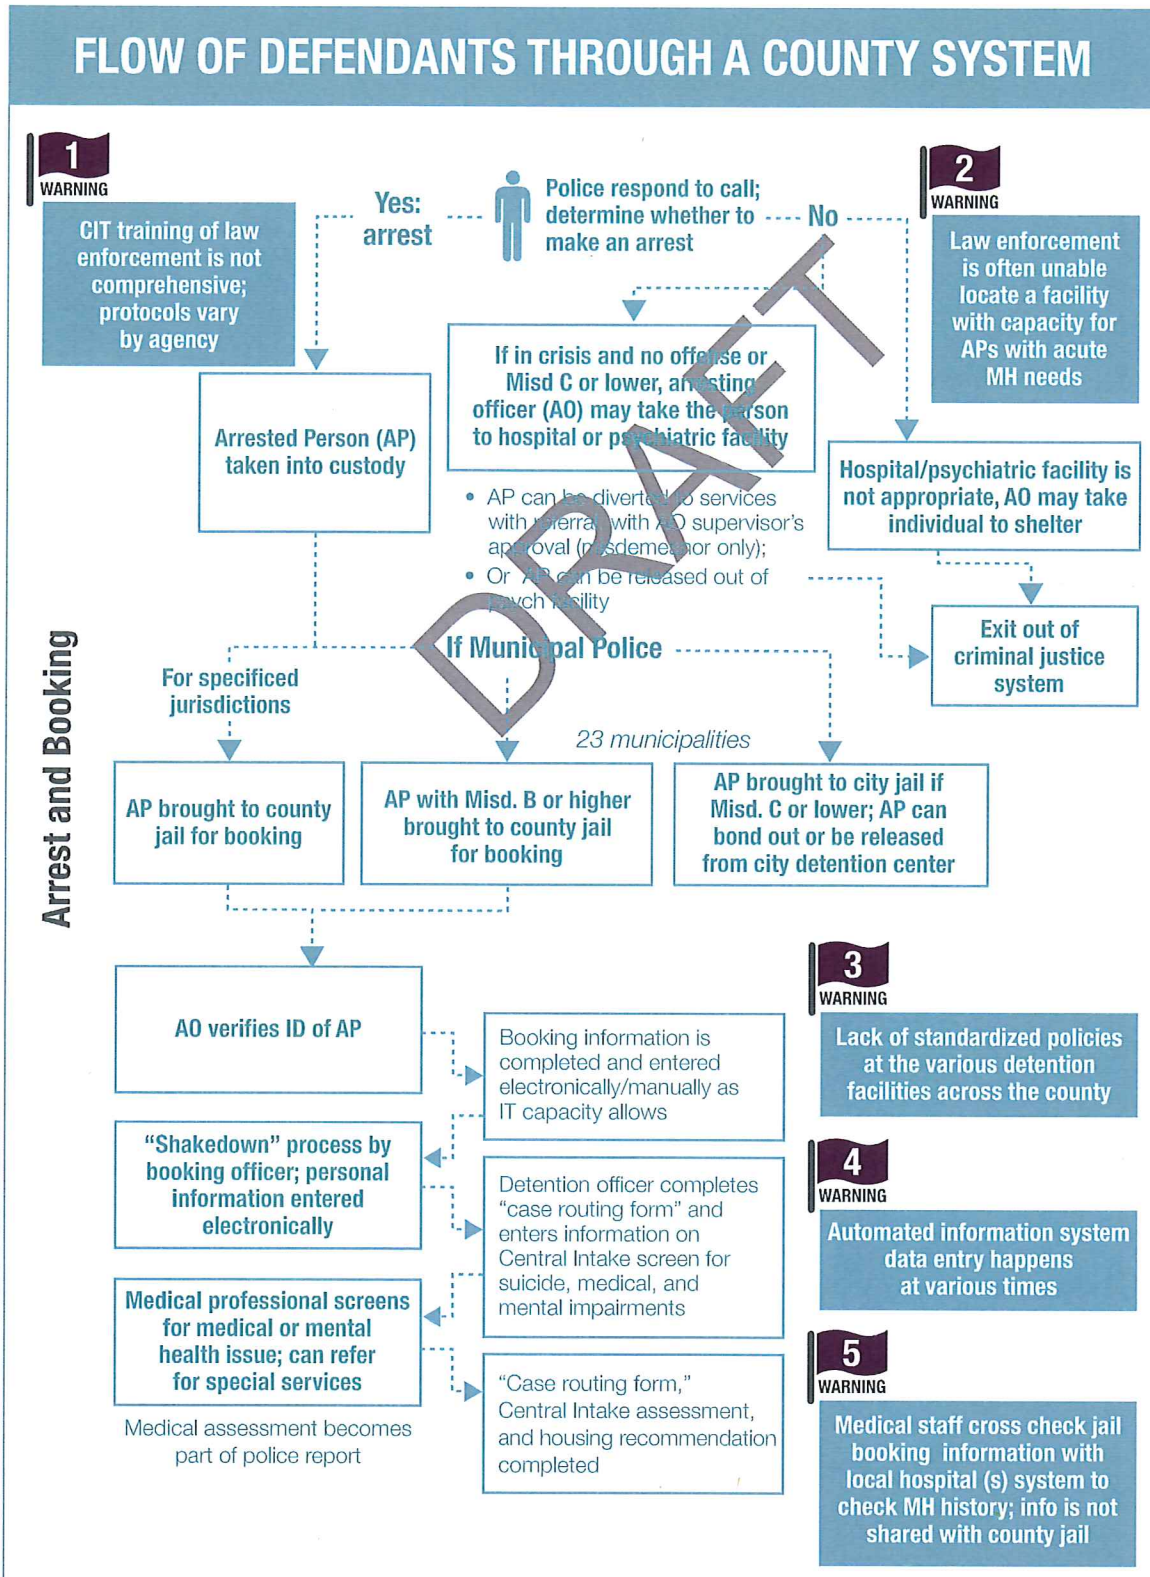 FLOW OF DEFENDANTS THROUGH A COUNTY SYSTEM
1
WARNING
CIT training of law
enforcement is not
comprehensive;
protocols vary
by agency
Yes:
arrest
Police respond to call;
determine whether to
make an arrest
No
2
WARNING
Law enforcement
is often unable
locate a facility
with capacity for
APs with acute
MH needs
Arrested Person (AP)
taken into custody
If in crisis and no offense or
Misd C or lower, arresting
officer (AO) may take the person
to hospital or psychiatric facility
• AP can be diverted to services
with referral, with AO supervisor's
approval (misdemeanor only);
• Or AP can be released out of
psych facility
Hospital/psychiatric facility is
not appropriate, AO may take
individual to shelter
Exit out of
criminal justice
system
DRAFT
Arrest and Booking
For specificed
jurisdictions
If Municipal Police
23 municipalities
AP brought to county
jail for booking
AP with Misd. B or higher
brought to county jail
for booking
AP brought to city jail if
Misd. C or lower; AP can
bond out or be released
from city detention center
AO verifies ID of AP
Booking information is
completed and entered
electronically/manually as
IT capacity allows
"Shakedown" process by
booking officer; personal
information entered
electronically
Detention officer completes
"case routing form" and
enters information on
Central Intake screen for
suicide, medical, and
mental impairments
Medical professional screens
for medical or mental
health issue; can refer
for special services
Medical assessment becomes
part of police report
"Case routing form,"
Central Intake assessment,
and housing recommendation
completed
3
WARNING
Lack of standardized policies
at the various detention
facilities across the county
4
WARNING
Automated information system
data entry happens
at various times
5
WARNING
Medical staff cross check jail
booking information with
local hospital (s) system to
check MH history; info is not
shared with county jail